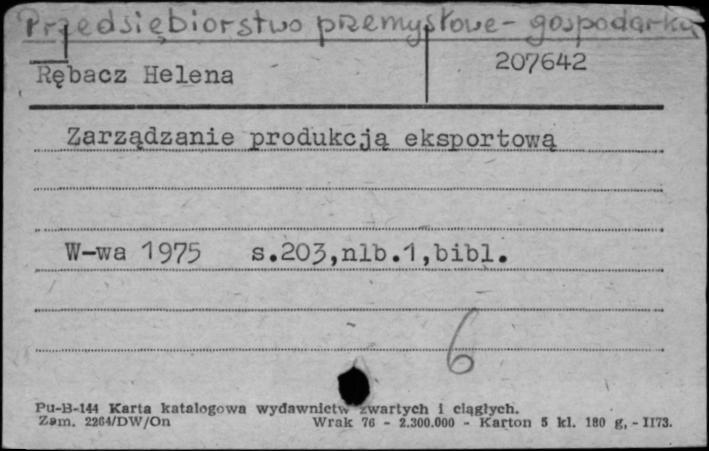 Przedsiębiorstwo przemysłowe - gospodarka
Rębacz Helena 207642
Zarządzanie produkcją eksportową
W-wa 1975 s.203,nlb.1,bibl.
6
Pu-B-144 Karta katalogowa wydawnictw zwartych i ciągłych.
Zam. 2264/DW/On Wrak 76 - 2.300.000 - Karton 5 kl. 180 g, - II73.